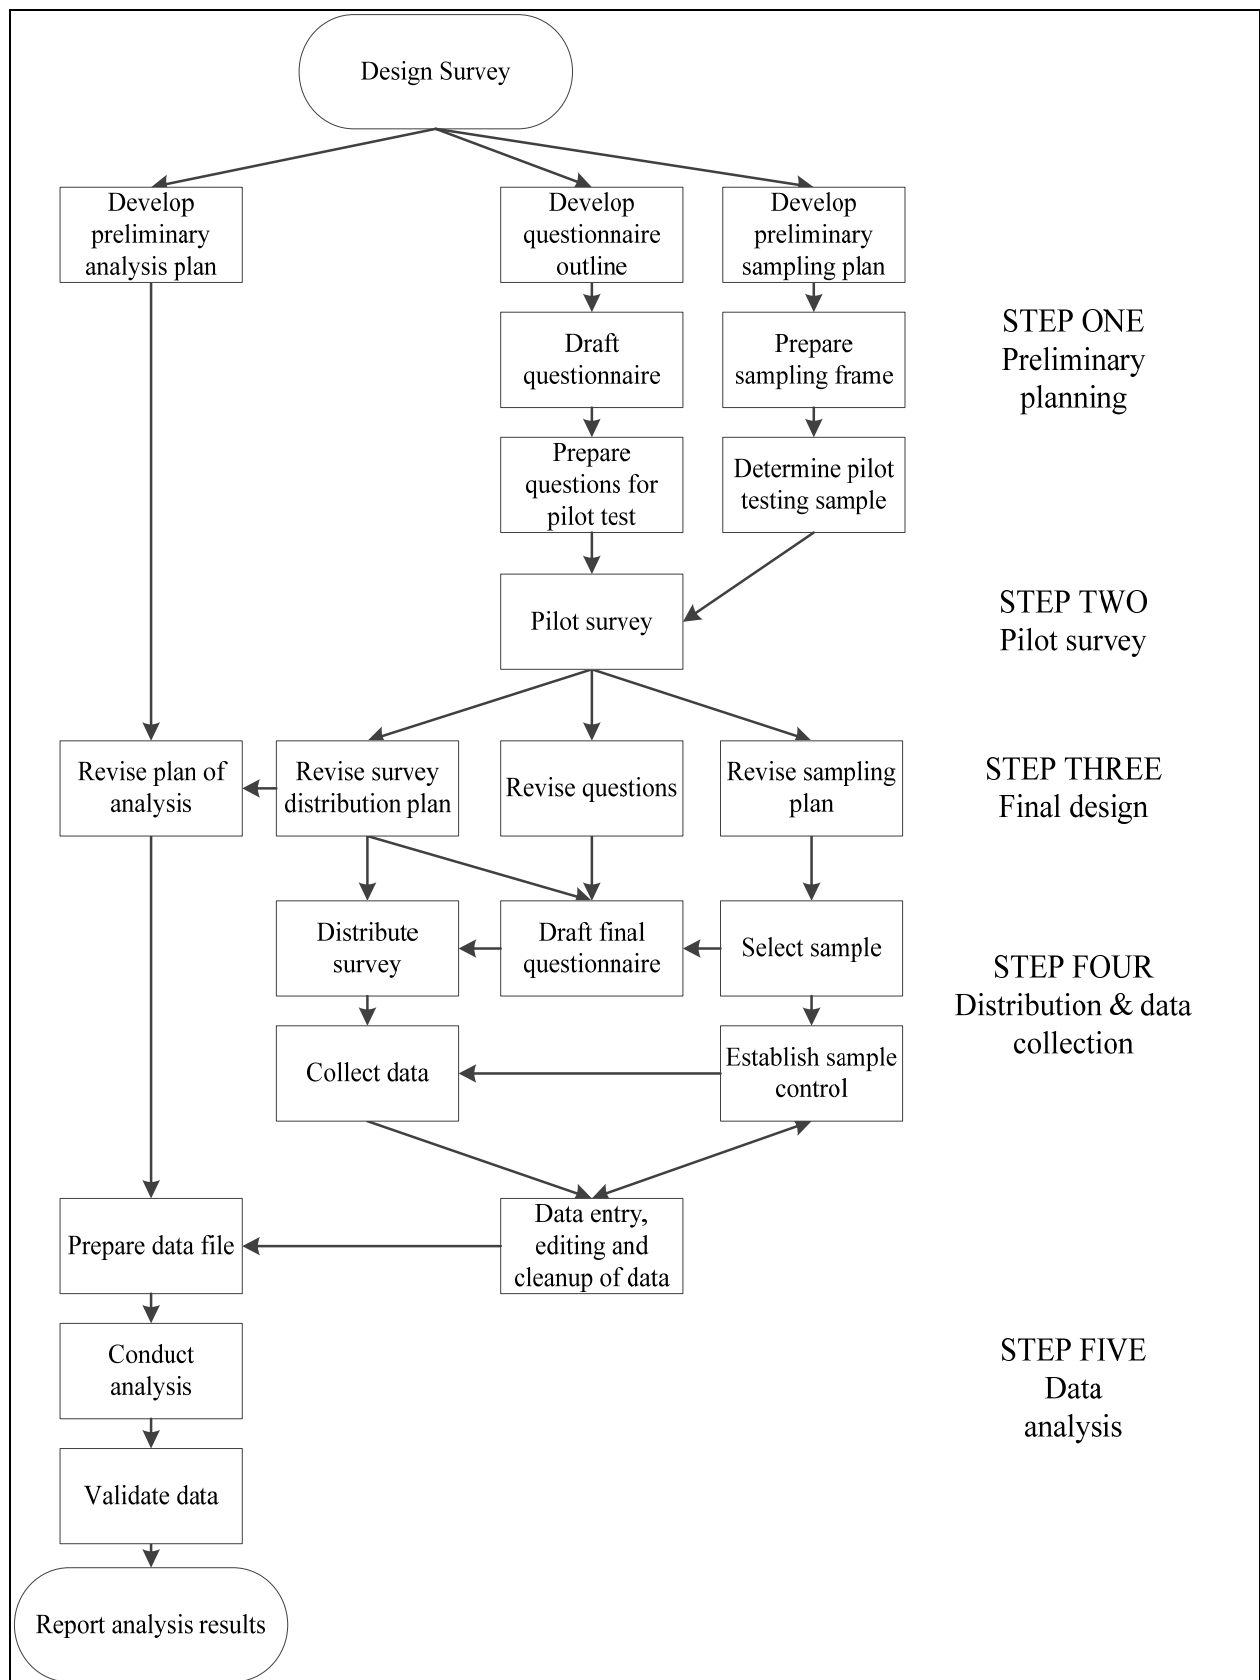 Design Survey
Develop
preliminary
analysis plan
Develop
questionnaire
outline
Develop
preliminary
sampling plan
Draft
questionnaire
Prepare
sampling frame
STEP ONE
Preliminary
planning
Prepare
questions for
pilot test
Determine pilot
testing sample
Pilot survey
STEP TWO
Pilot survey
Revise plan of
analysis
Revise survey
distribution plan
Revise questions
Revise sampling
plan
STEP THREE
Final design
Distribute
survey
Draft final
questionnaire
Select sample
STEP FOUR
Distribution & data
collection
Collect data
Establish sample
control
Prepare data file
Data entry,
editing and
cleanup of data
Conduct
analysis
STEP FIVE
Data
analysis
Validate data
Report analysis results